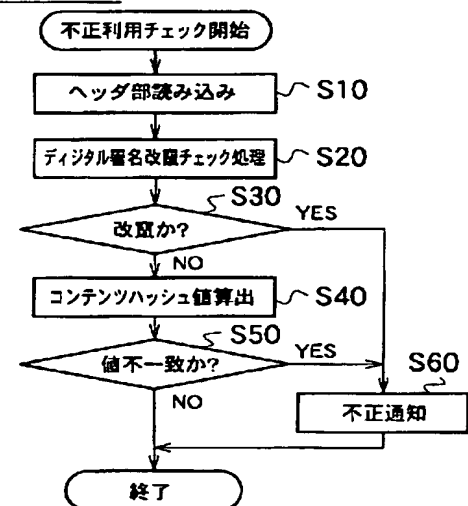 不正利用チェック開始
ヘッダ部読み込み S10
ディジタル署名改竄チェック処理 S20
S30
改竄か? YES
NO
コンテンツハッシュ値算出 S40
S50
値不一致か? YES
S60
NO
不正通知
終了